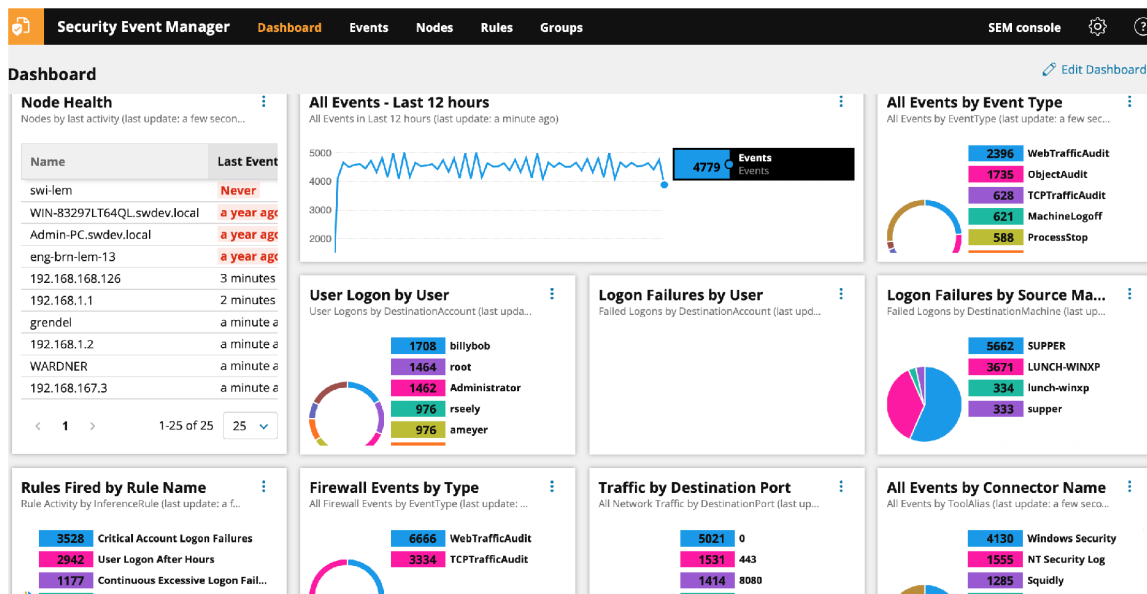 Security Event Manager Dashboard Events Nodes Rules Groups SEM console
Dashboard
Edit Dashboard
Node Health
Nodes by last activity (last update: a few secon...
Name Last Event
swi-lem Never
WIN-83297LT64QL.swdev.local a year ago
Admin-PC.swdev.local a year ago
eng-brn-lem-13 a year ago
192.168.168.126 3 minutes
192.168.1.1 2 minutes
grendel a minute a
192.168.1.2 a minute a
WARDNER a minute a
192.168.167.3 a minute a
1 1-25 of 25 25
All Events - Last 12 hours
All Events in Last 12 hours (last update: a minute ago)
5000
4000
3000
2000
4779 Events
Events
All Events by Event Type
All Events by EventType (last update: a few sec...
2396 WebTrafficAudit
1735 ObjectAudit
628 TCPTrafficAudit
621 MachineLogoff
588 ProcessStop
User Logon by User
User Logons by DestinationAccount (last upda...
1708 billybob
1464 root
1462 Administrator
976 rseely
976 ameyer
Logon Failures by User
Failed Logons by DestinationAccount (last upd...
Logon Failures by Source Ma...
Failed Logons by DestinationMachine (last up...
5662 SUPPER
3671 LUNCH-WINXP
334 lunch-winxp
333 supper
Rules Fired by Rule Name
Rule Activity by InferenceRule (last update: a f...
3528 Critical Account Logon Failures
2942 User Logon After Hours
1177 Continuous Excessive Logon Fail...
Firewall Events by Type
All Firewall Events by EventType (last update: ...
6666 WebTrafficAudit
3334 TCPTrafficAudit
Traffic by Destination Port
All Network Traffic by DestinationPort (last up...
5021 0
1531 443
1414 8080
All Events by Connector Name
All Events by ToolAlias (last update: a few seco...
4130 Windows Security
1555 NT Security Log
1285 Squidly